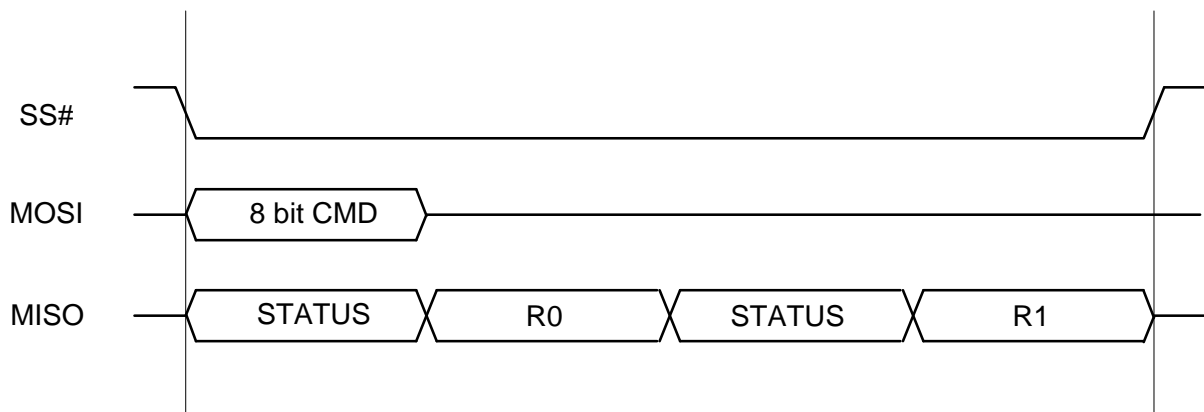 SS#
MOSI 8 bit CMD
MISO STATUS R0 STATUS R1